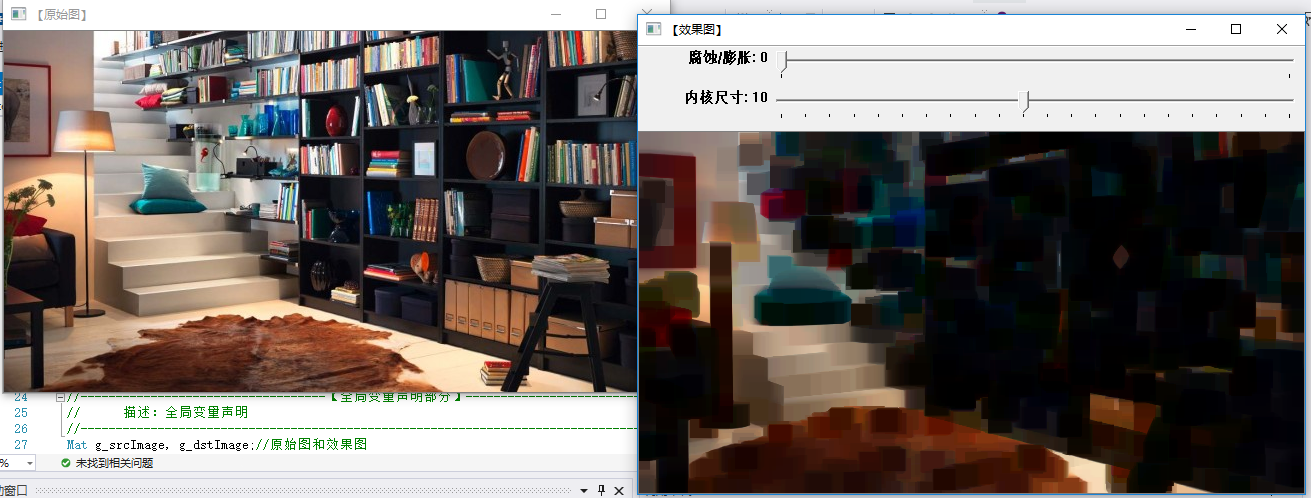 【原始图】
【效果图】
腐蚀/膨胀: 0
内核尺寸: 10
24 //-----------------------------------【全局变量声明部分】-----------------------------------
25 // 描述：全局变量声明
//-----------------------------------------------------------------------------------------------
27 Mat g_srcImage, g_dstImage;//原始图和效果图
% 未找到相关问题
动窗口